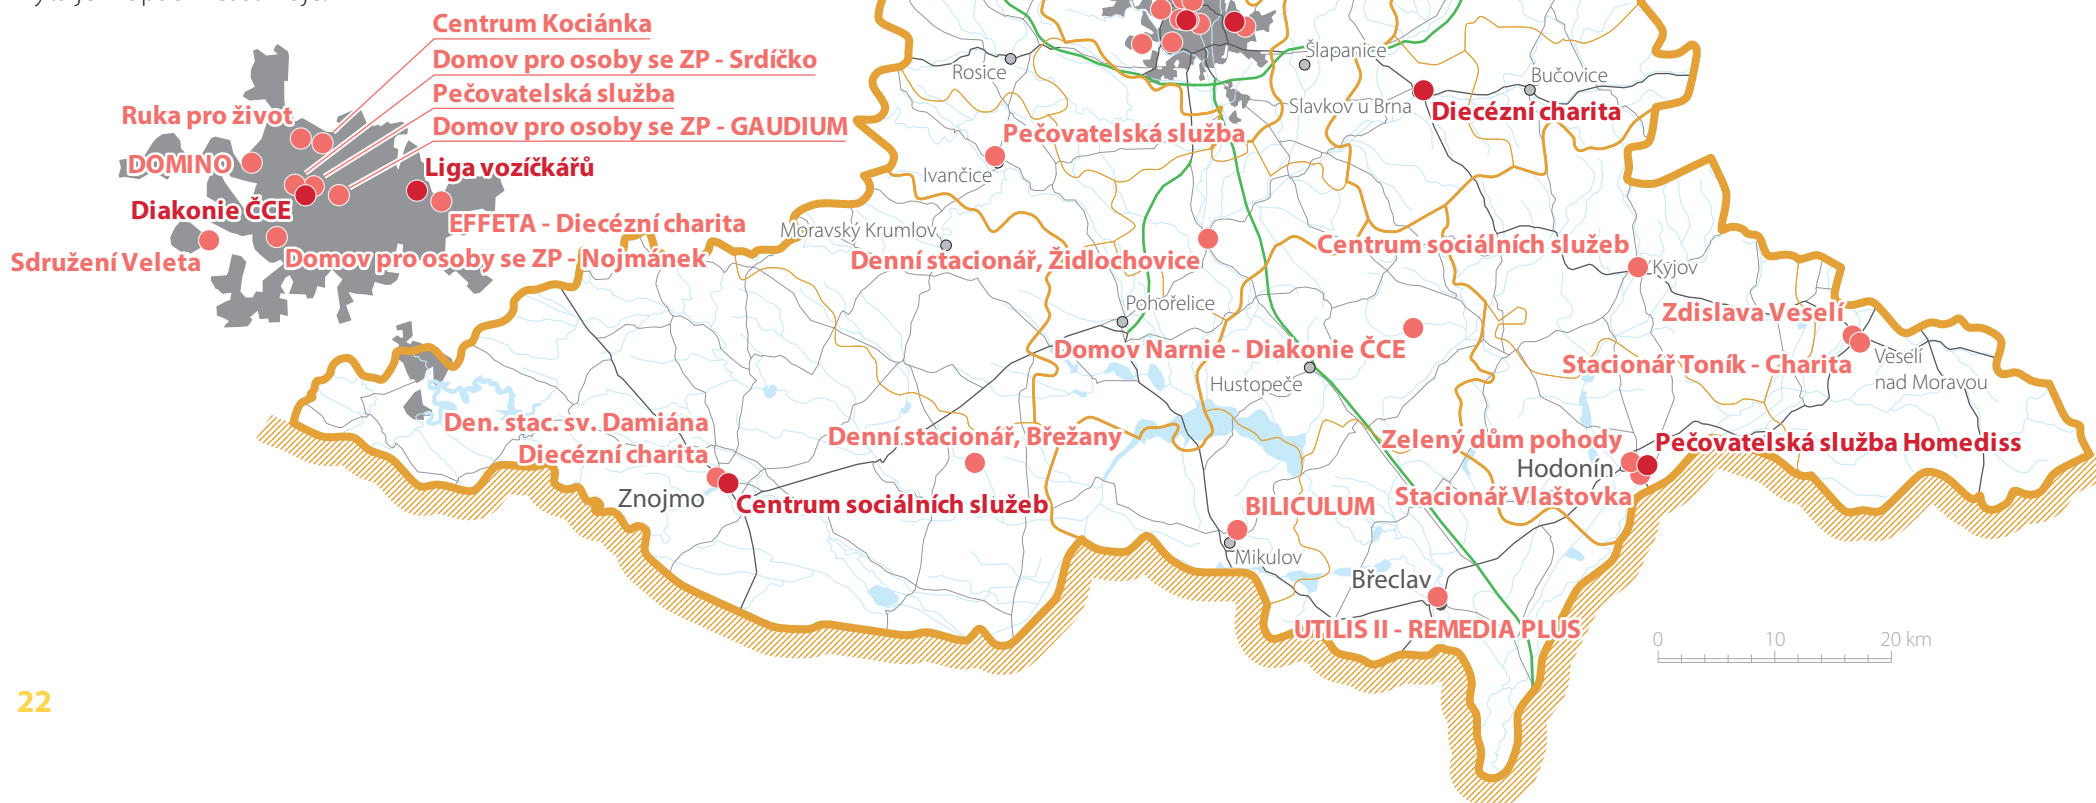 Centrum Kociánka
Domov pro osoby se ZP - Srdíčko
Pečovatelská služba
Domov pro osoby se ZP - GAUDIUM
Ruka pro život
DOMINO
Liga vozíčkářů
Diakonie ČCE
EFFETA - Diecézní charita
Sdružení Veleta
Domov pro osoby se ZP - Nojmánek
Rosice
Šlapanice
Bučovice
Slavkov u Brna
Diecézní charita
Pečovatelská služba
Ivančice
Moravský Krumlov
Denní stacionář, Židlochovice
Centrum sociálních služeb
Kyjov
Pohořelice
Zdislava Veselí
Domov Narnie - Diakonie ČCE
Stacionář Toník - Charita
Veselí
nad Moravou
Hustopeče
Den. stac. sv. Damiána
Diecézní charita
Znojmo
Centrum sociálních služeb
Denní stacionář, Břežany
Zelený dům pohody
Pečovatelská služba Homediss
Hodonín
Stacionář Vlaštovka
BILICULUM
Mikulov
Břeclav
UTILIS II - REMEDIA PLUS
0 10 20 km
22